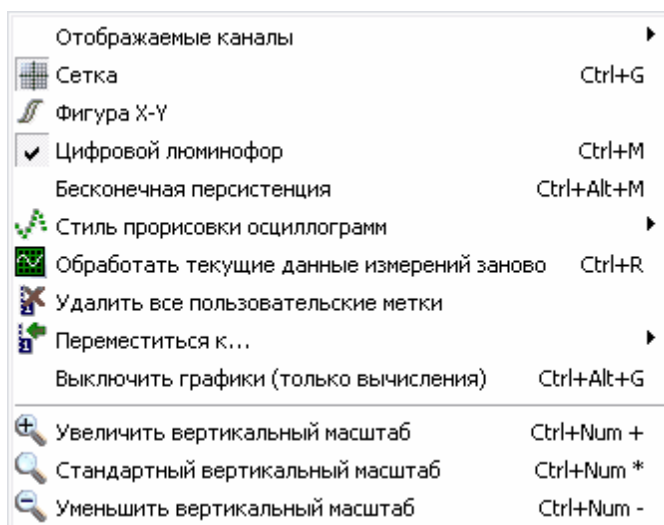 Отображаемые каналы
Сетка Ctrl+G
Фигура X-Y
Цифровой люминофор Ctrl+M
Бесконечная персистенция Ctrl+Alt+M
Стиль прорисовки осциллограмм
Обработать текущие данные измерений заново Ctrl+R
Удалить все пользовательские метки
Переместиться к...
Выключить графики (только вычисления) Ctrl+Alt+G
Увеличить вертикальный масштаб Ctrl+Num +
Стандартный вертикальный масштаб Ctrl+Num *
Уменьшить вертикальный масштаб Ctrl+Num -